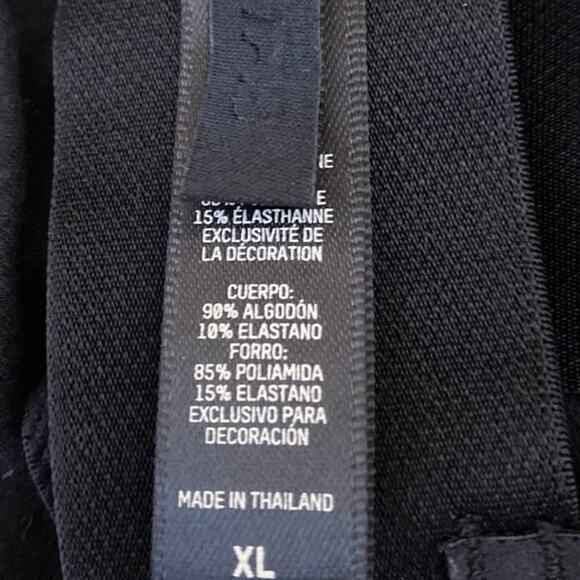 15% ÉLASTHANNE
EXCLUSIVITÉ DE
LA DÉCORATION
CUERPO:
90% ALGODÓN
10% ELASTANO
FORRO:
85% POLIAMIDA
15% ELASTANO
EXCLUSIVO PARA
DECORACIÓN
MADE IN THAILAND
XL